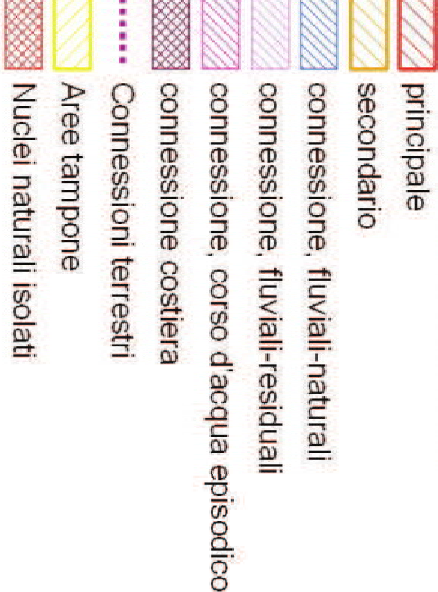 principale
secondario
connessione, fluviali-naturali
connessione, fluviali-residuali
connessione, corso d'acqua episodico
connessione costiera
Connessioni terrestri
Aree tampone
Nuclei naturali isolati